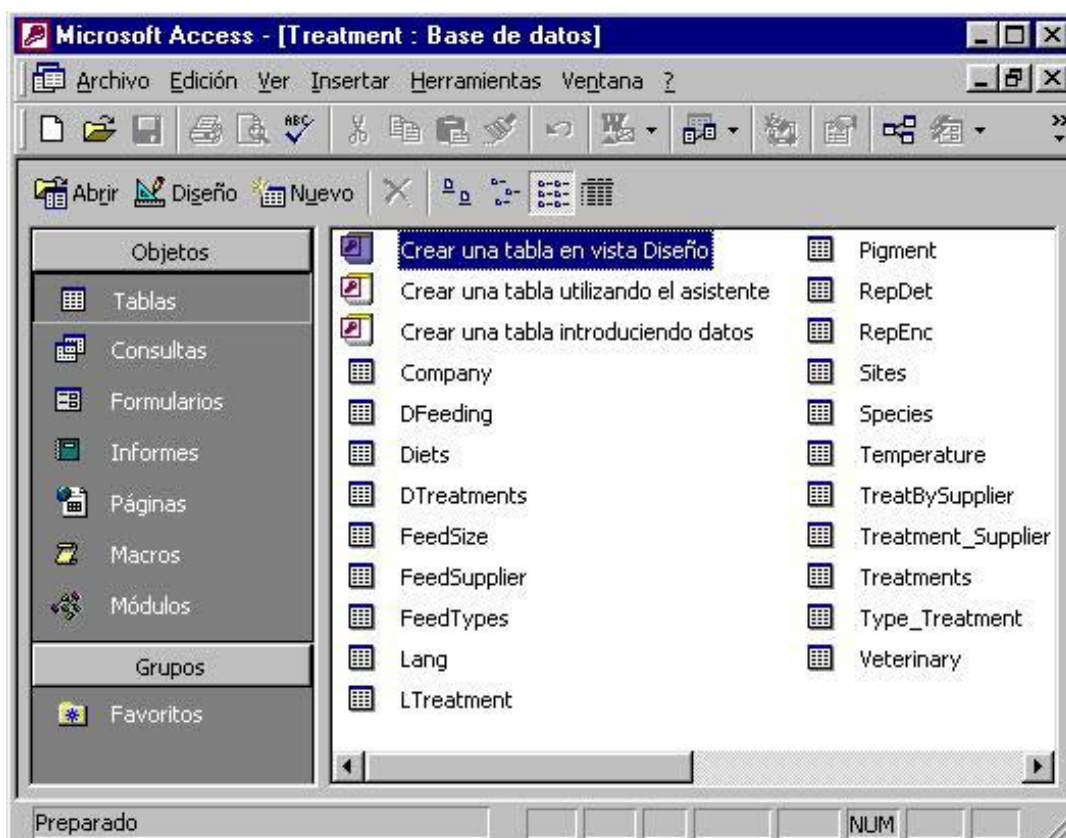 Microsoft Access - [Treatment : Base de datos]
Archivo Edición Ver Insertar Herramientas Ventana ?
ABC
Abrir Diseño Nuevo
Objetos
Tablas
Consultas
Formularios
Informes
Páginas
Macros
Módulos
Grupos
Favoritos
Crear una tabla en vista Diseño
Crear una tabla utilizando el asistente
Crear una tabla introduciendo datos
Company
DFeeding
Diets
DTreatments
FeedSize
FeedSupplier
FeedTypes
Lang
LTreatment
Pigment
RepDet
RepEnc
Sites
Species
Temperature
TreatBySupplier
Treatment_Supplier
Treatments
Type_Treatment
Veterinary
Preparado
NUM